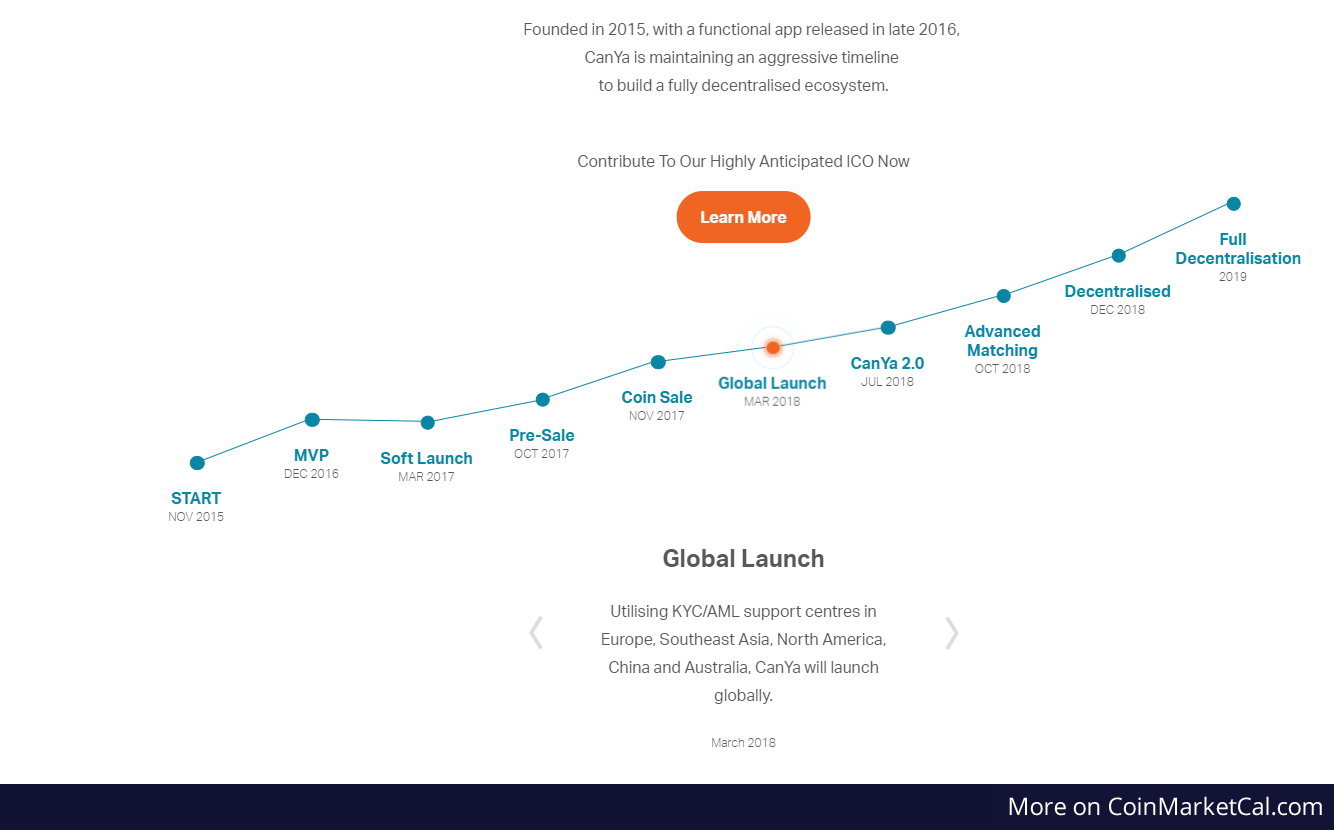 Founded in 2015, with a functional app released in late 2016,
CanYa is maintaining an aggressive timeline
to build a fully decentralised ecosystem.
Contribute To Our Highly Anticipated ICO Now
Learn More
START
NOV 2015
MVP
DEC 2016
Soft Launch
MAR 2017
Pre-Sale
OCT 2017
Coin Sale
NOV 2017
Global Launch
MAR 2018
CanYa 2.0
JUL 2018
Advanced
Matching
OCT 2018
Decentralised
DEC 2018
Full
Decentralisation
2019
Global Launch
Utilising KYC/AML support centres in
Europe, Southeast Asia, North America,
China and Australia, CanYa will launch
globally.
March 2018
More on CoinMarketCal.com